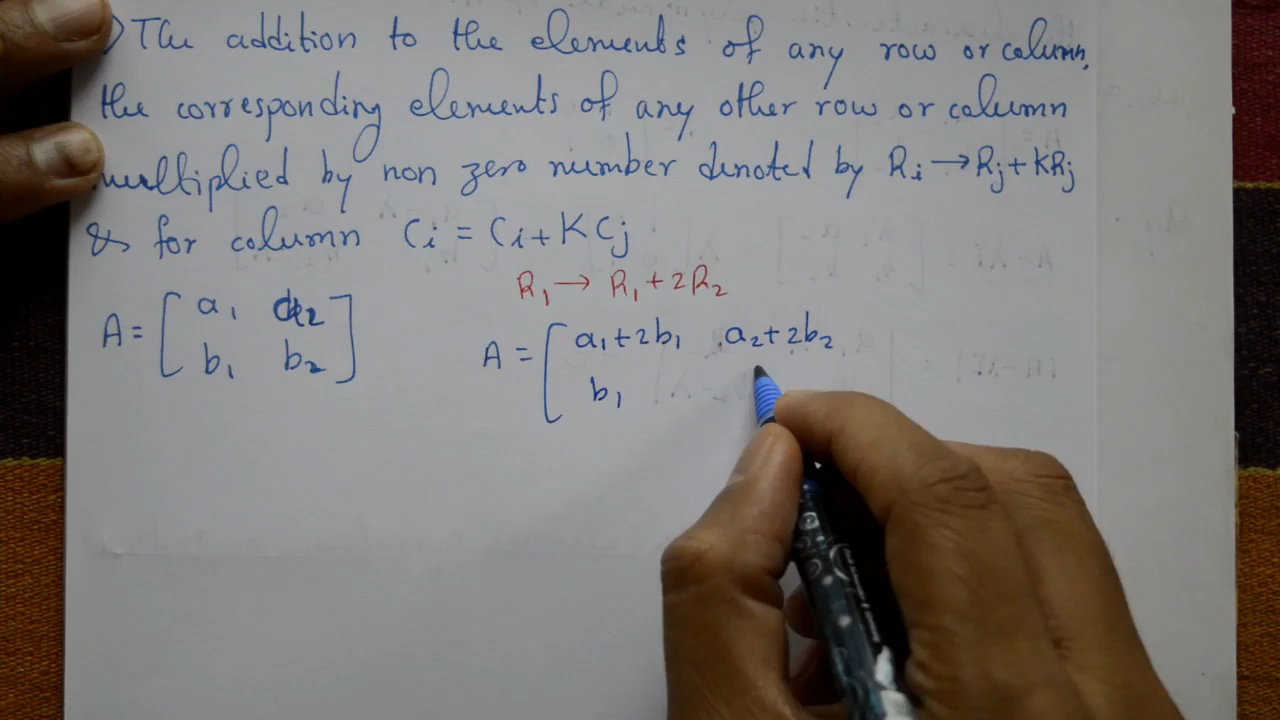 ) The addition to the elements of any row or column,
the corresponding elements of any other row or column
multiplied by non zero number denoted by Ri → Rj + KRj
& for column Ci = Ci + K Cj
R1 → R1 + 2R2
A = [ a1 a2
b1 b2 ]
A = [ a1 + 2b1 a2 + 2b2
b1